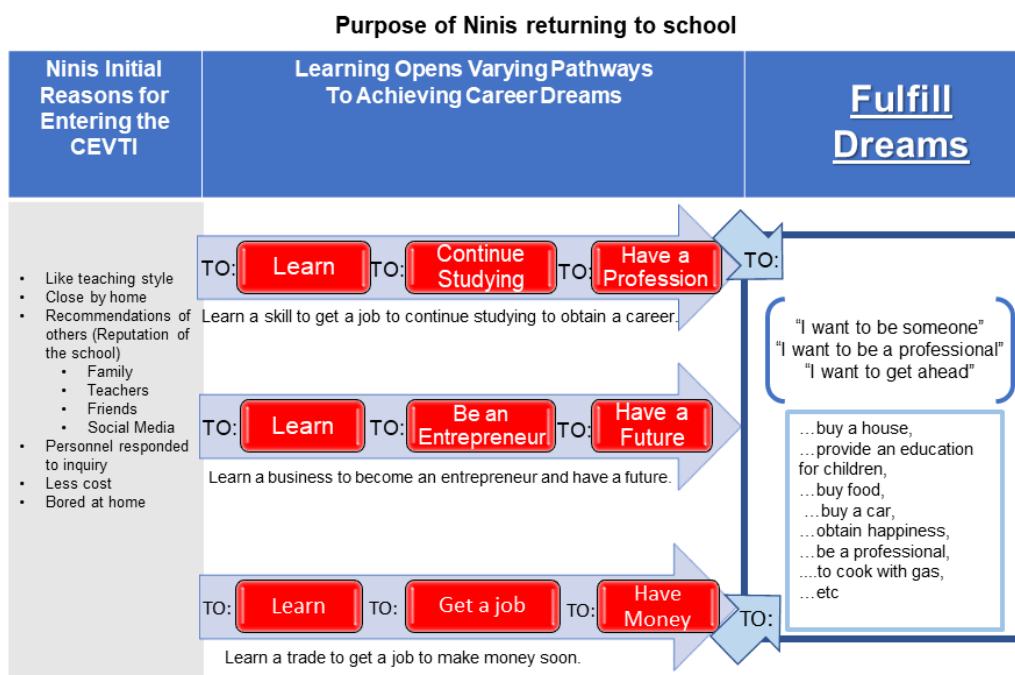 Purpose of Ninis returning to school
Ninis Initial
Reasons for
Entering the
CEVTI
Learning Opens Varying Pathways
To Achieving Career Dreams
Fulfill
Dreams
• Like teaching style
• Close by home
• Recommendations of
others (Reputation of
the school)
• Family
• Teachers
• Friends
• Social Media
• Personnel responded
to inquiry
• Less cost
• Bored at home
TO: Learn TO: Continue
Studying TO: Have a
Profession TO:
Learn a skill to get a job to continue studying to obtain a career.
TO: Learn TO: Be an
Entrepreneur TO: Have a
Future
Learn a business to become an entrepreneur and have a future.
TO: Learn TO: Get a job TO: Have
Money TO:
Learn a trade to get a job to make money soon.
“I want to be someone”
“I want to be a professional”
“I want to get ahead”
…buy a house,
…provide an education
for children,
…buy food,
…buy a car,
…obtain happiness,
…be a professional,
....to cook with gas,
…etc